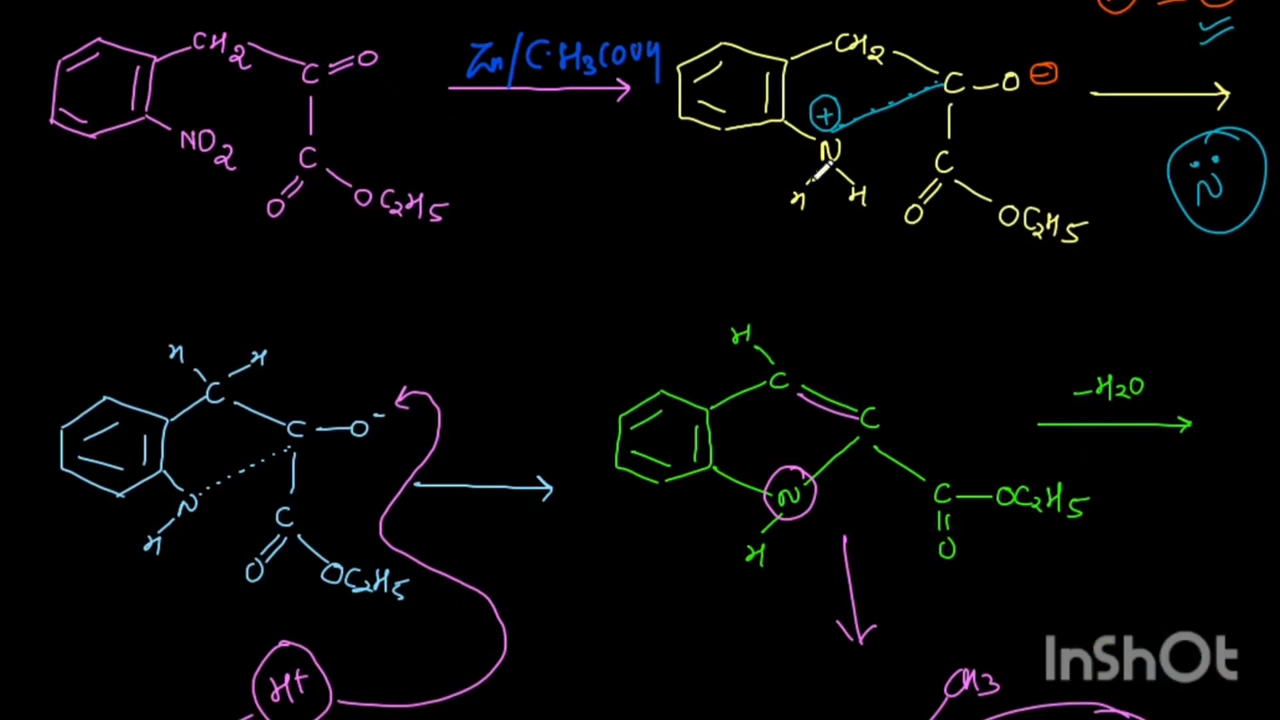 CH2 C=O Zn/CH3COOH CH2 C-O ⊖
NO2 C ⊕ N C N̈
O OC2H5 H H O OC2H5
H H H
C C C -H2O
C-O- 
N N C-OC2H5
H C H O
O OC2H5
H+ CH3 InShOt